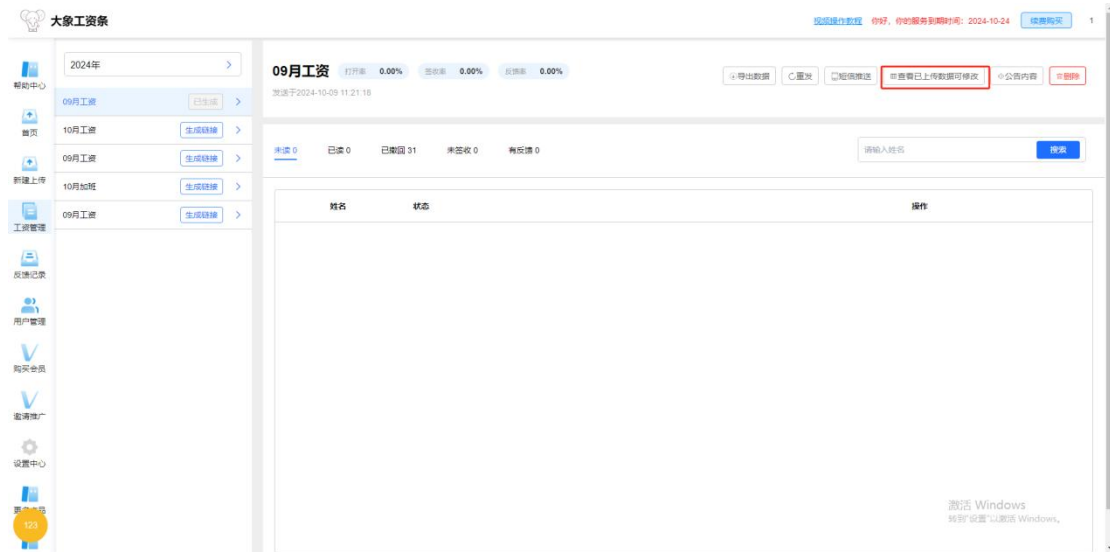 大象工资条
视频操作教程 你好，你的服务到期时间：2024-10-24 续费购买 1
帮助中心
首页
新建上传
工资管理
反馈记录
用户管理
购买会员
邀请推广
设置中心
123
2024年
09月工资 已生成
10月工资 生成链接
09月工资 生成链接
10月加班 生成链接
09月工资 生成链接
09月工资 打开率 0.00% 签收率 0.00% 反馈率 0.00%
发送于2024-10-09 11:21:18
导出数据 重发 短信推送 查看已上传数据可修改 公告内容 删除
未读 0 已读 0 已撤回 31 未签收 0 有反馈 0
请输入姓名 搜索
姓名 状态 操作
激活 Windows
转到"设置"以激活 Windows。